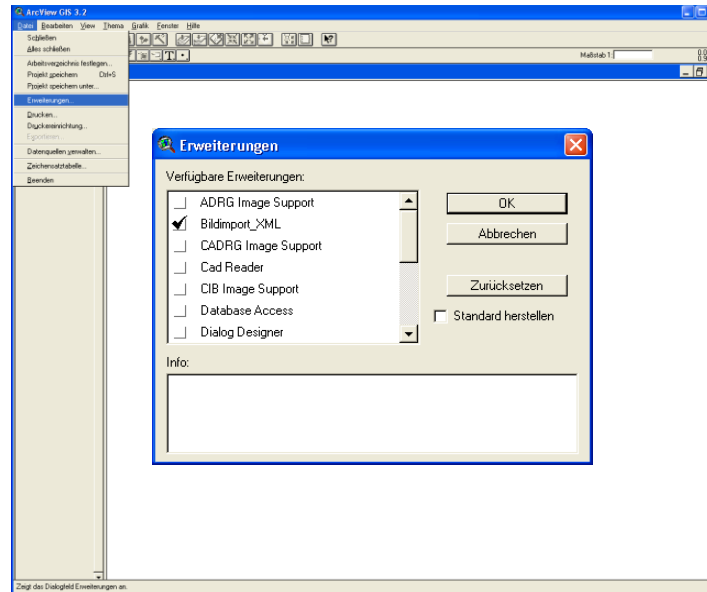 ArcView GIS 3.2
Datei Bearbeiten View Thema Grafik Fenster Hilfe
Schließen
Alles schließen
Arbeitsverzeichnis festlegen...
Projekt speichern Ctrl+S
Projekt speichern unter...
Erweiterungen...
Drucken...
Druckereinrichtung...
Exportieren...
Datenquellen verwalten...
Zeichensatztabelle...
Beenden
T
Maßstab 1:
Erweiterungen
Verfügbare Erweiterungen:
ADRG Image Support
Bildimport_XML
CADRG Image Support
Cad Reader
CIB Image Support
Database Access
Dialog Designer
OK
Abbrechen
Zurücksetzen
Standard herstellen
Info:
Zeigt das Dialogfeld Erweiterungen an.